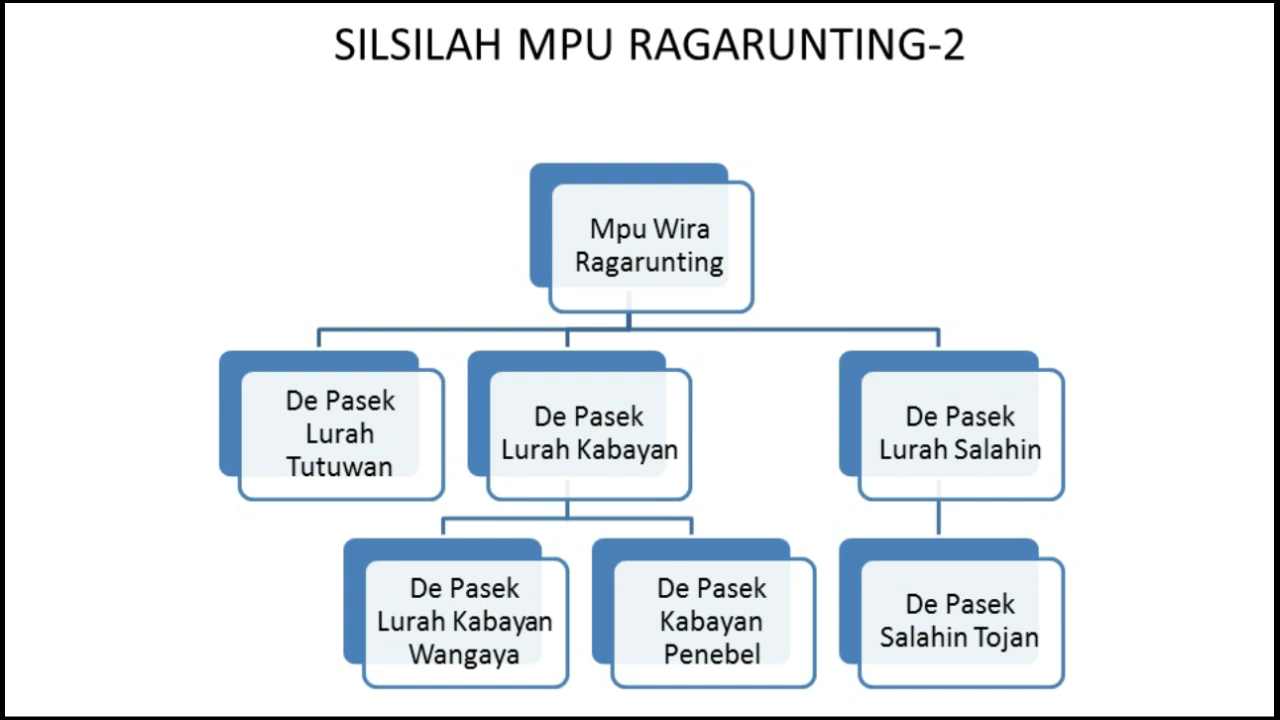 SILSILAH MPU RAGARUNTING-2
Mpu Wira
Ragarunting
De Pasek
Lurah
Tutuwan
De Pasek
Lurah Kabayan
De Pasek
Lurah Salahin
De Pasek
Lurah Kabayan
Wangaya
De Pasek
Kabayan
Penebel
De Pasek
Salahin Tojan